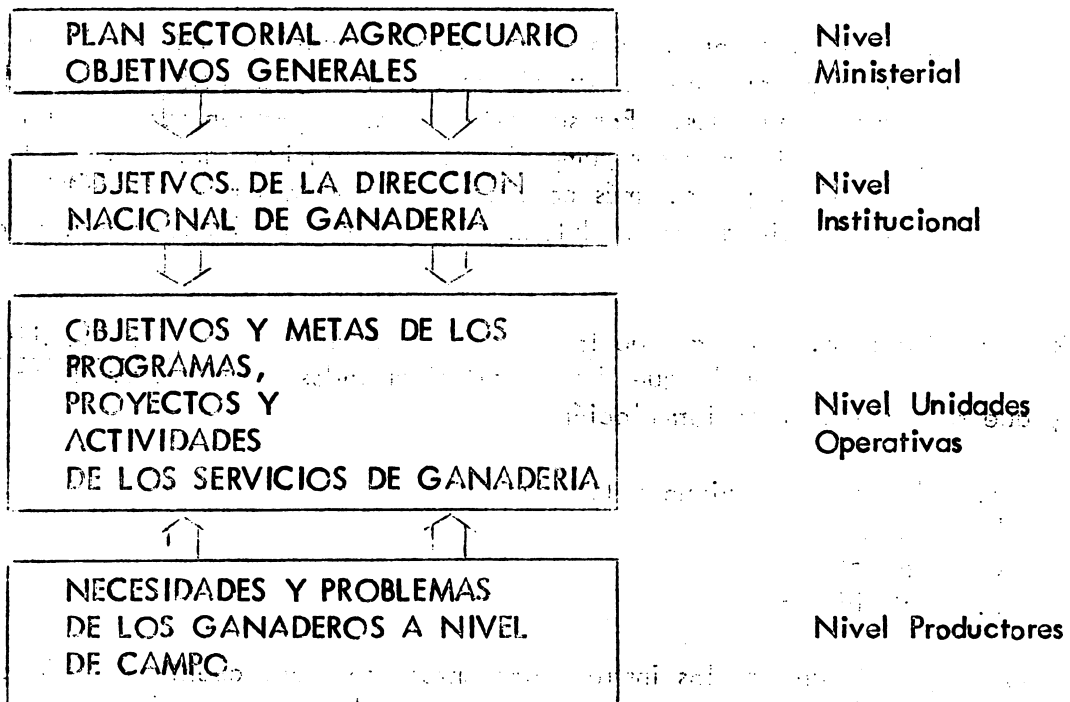 PLAN SECTORIAL AGROPECUARIO
OBJETIVOS GENERALES
Nivel
Ministerial
OBJETIVOS DE LA DIRECCION
NACIONAL DE GANADERIA
Nivel
Institucional
OBJETIVOS Y METAS DE LOS
PROGRAMAS,
PROYECTOS Y
ACTIVIDADES
DE LOS SERVICIOS DE GANADERIA
Nivel Unidades
Operativas
NECESIDADES Y PROBLEMAS
DE LOS GANADEROS A NIVEL
DE CAMPO.
Nivel Productores